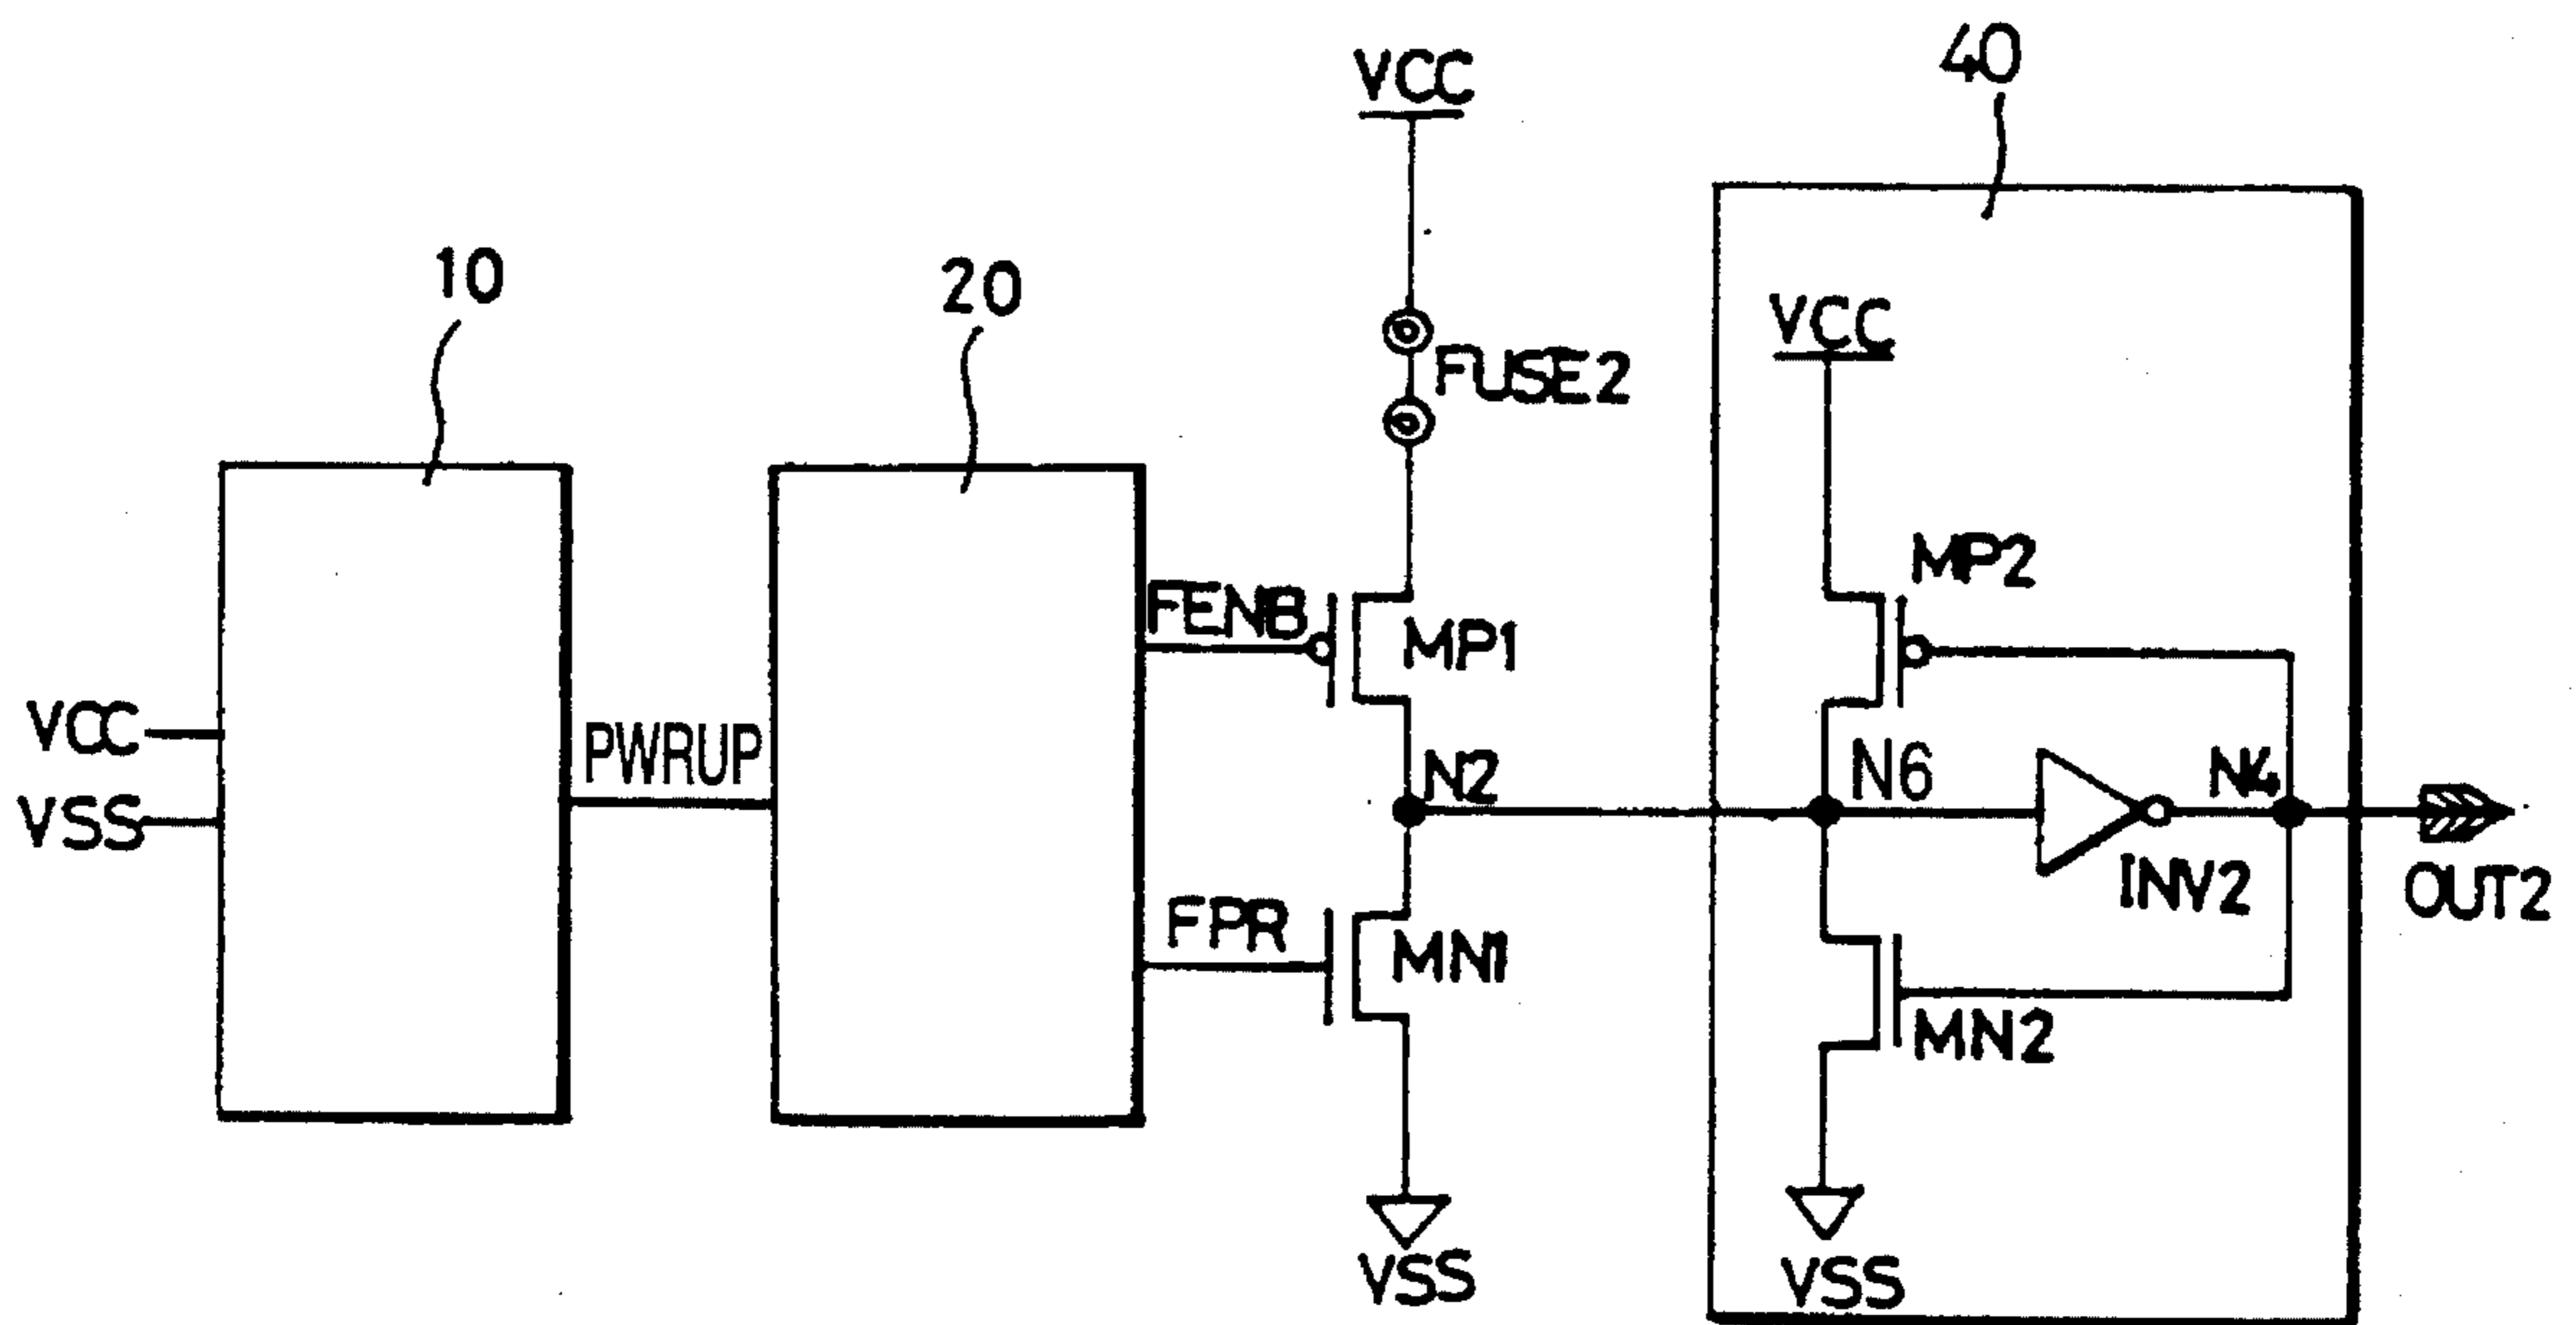 40
VCC
10
20
VCC
FUSE2
MP2
FENB
MP1
VCC
PWRUP
N2
N6
N4
VSS
INV2
OUT2
FPR
MN1
MN2
VSS
VSS